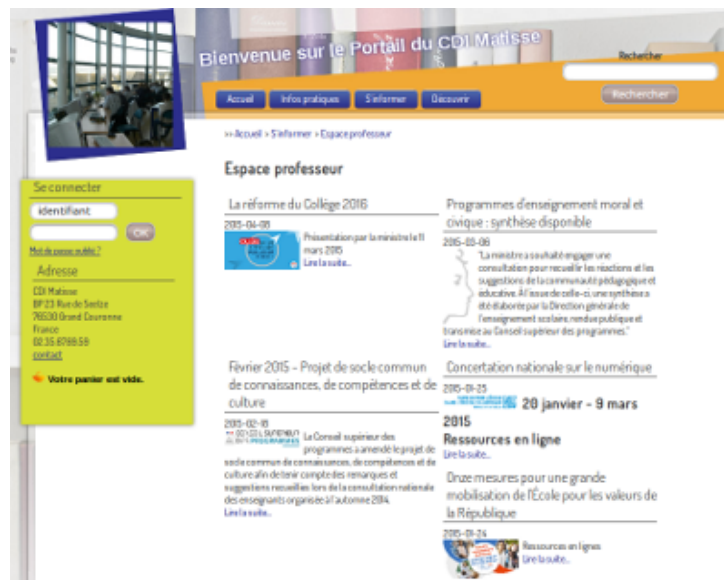 Bienvenue sur le Portail du CDI Matisse
Rechercher
Rechercher
Accueil
Infos pratiques
S'informer
Découvrir
>> Accueil > S'informer > Espace professeur
Espace professeur
Se connecter
identifiant
OK
Mot de passe oublié ?
Adresse
CDI Matisse
BP 23 Rue de Seelze
76530 Grand Couronne
France
contact
Votre panier est vide.
La réforme du Collège 2016
2015-04-08
Présentation par la ministre le 11
mars 2015
Lire la suite...
Programmes d'enseignement moral et
civique : synthèse disponible
2015-03-06
"La ministre a souhaité engager une
consultation pour recueillir les réactions et les
suggestions de la communauté pédagogique et
éducative. À l'issue de celle-ci, une synthèse a
été élaborée par la Direction générale de
l'enseignement scolaire, rendue publique et
transmise au Conseil supérieur des programmes."
Lire la suite...
Février 2015 - Projet de socle commun
de connaissances, de compétences et de
culture
2015-02-18
Le Conseil supérieur des
programmes a amendé le projet de
socle commun de connaissances, de compétences et de
culture afin de tenir compte des remarques et
suggestions recueillies lors de la consultation nationale
des enseignants organisée à l'automne 2014.
Lire la suite...
Concertation nationale sur le numérique
2015-01-25
20 janvier - 9 mars
2015
Ressources en ligne
Lire la suite...
Onze mesures pour une grande
mobilisation de l'École pour les valeurs de
la République
2015-01-24
Ressources en lignes
Lire la suite...